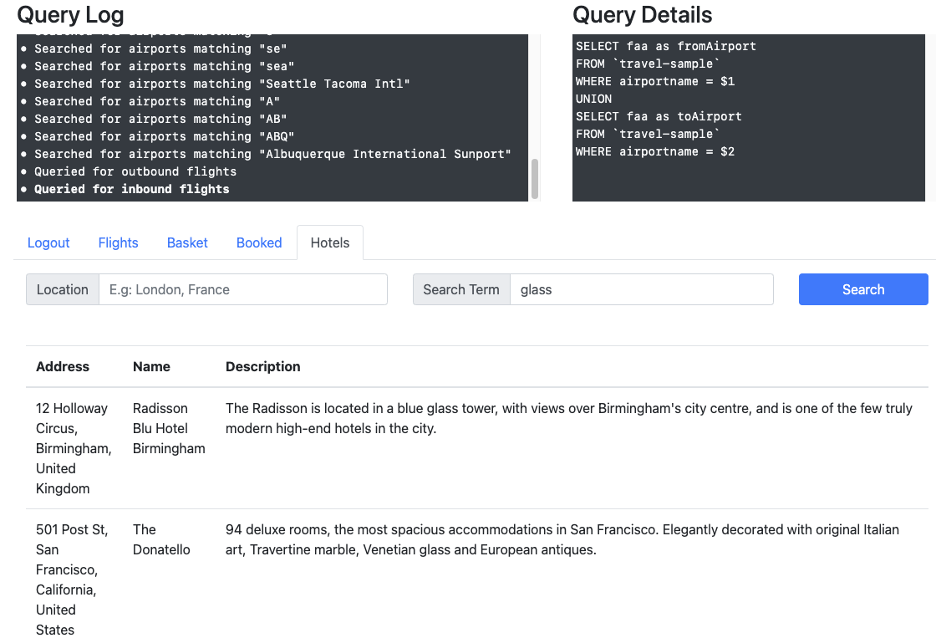 Query Log
Query Details
• Searched for airports matching "se"
• Searched for airports matching "sea"
• Searched for airports matching "Seattle Tacoma Intl"
• Searched for airports matching "A"
• Searched for airports matching "AB"
• Searched for airports matching "ABQ"
• Searched for airports matching "Albuquerque International Sunport"
• Queried for outbound flights
• Queried for inbound flights
SELECT faa as fromAirport
FROM `travel-sample`
WHERE airportname = $1
UNION
SELECT faa as toAirport
FROM `travel-sample`
WHERE airportname = $2
Logout Flights Basket Booked Hotels
Location E.g: London, France Search Term glass Search
Address Name Description
12 Holloway
Circus,
Birmingham,
United
Kingdom
Radisson
Blu Hotel
Birmingham
The Radisson is located in a blue glass tower, with views over Birmingham's city centre, and is one of the few truly
modern high-end hotels in the city.
501 Post St,
San
Francisco,
California,
United
States
The
Donatello
94 deluxe rooms, the most spacious accommodations in San Francisco. Elegantly decorated with original Italian
art, Travertine marble, Venetian glass and European antiques.